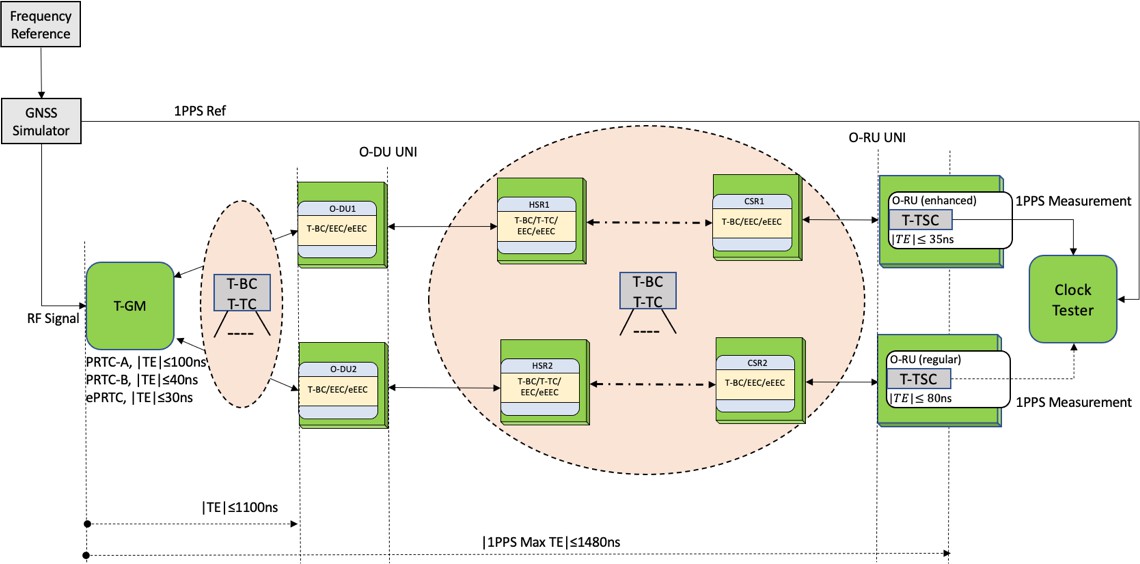 Frequency
Reference
GNSS
Simulator
1PPS Ref
O-DU UNI
O-RU UNI
O-DU1
T-BC/EEC/eEEC
HSR1
T-BC/T-TC/
EEC/eEEC
CSR1
T-BC/EEC/eEEC
O-RU (enhanced)
T-TSC
|TE| ≤ 35ns
1PPS Measurement
T-GM
T-BC
T-TC
T-BC
T-TC
Clock
Tester
RF Signal
PRTC-A, |TE|≤100ns
PRTC-B, |TE|≤40ns
ePRTC, |TE|≤30ns
O-DU2
T-BC/EEC/eEEC
HSR2
T-BC/T-TC/
EEC/eEEC
CSR2
T-BC/EEC/eEEC
O-RU (regular)
T-TSC
|TE| ≤ 80ns
1PPS Measurement
|TE|≤1100ns
|1PPS Max TE|≤1480ns